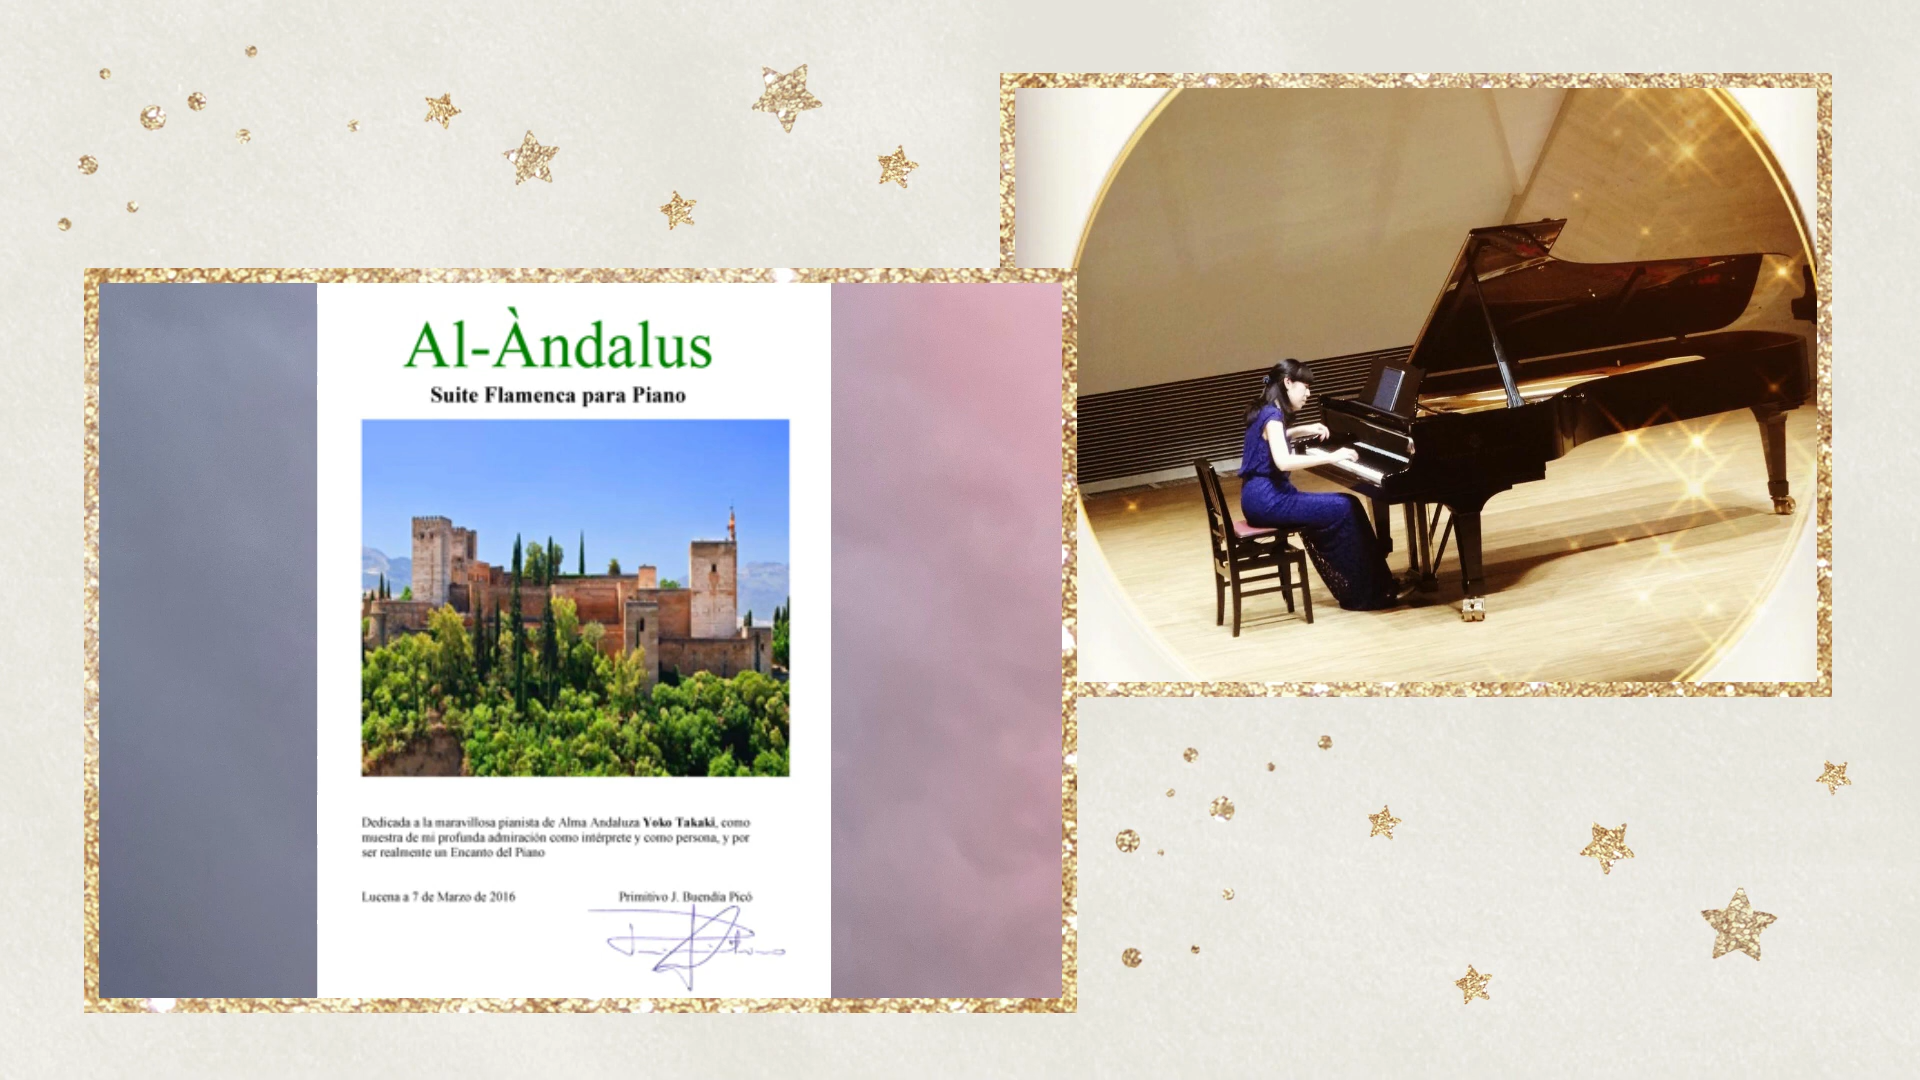 Al-Àndalus
Suite Flamenca para Piano
Dedicada a la maravillosa pianista de Alma Andaluza Yoko Takaki, como
muestra de mi profunda admiración como intérprete y como persona, y por
ser realmente un Encanto del Piano
Lucena a 7 de Marzo de 2016
Primitivo J. Buendía Picó